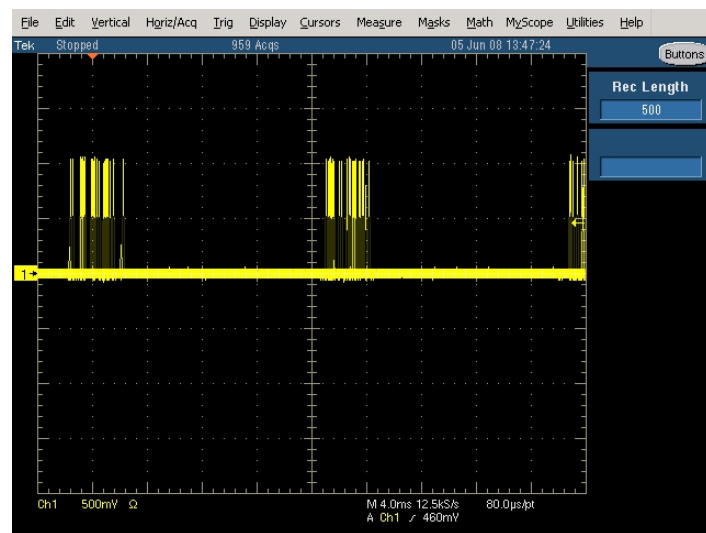 File Edit Vertical Horiz/Acq Trig Display Cursors Measure Masks Math MyScope Utilities Help
Tek Stopped 959 Acqs 05 Jun 08 13:47:24
Buttons
Rec Length
500
1
Ch1 500mV Ω M 4.0ms 12.5kS/s 80.0µs/pt
A Ch1 460mV